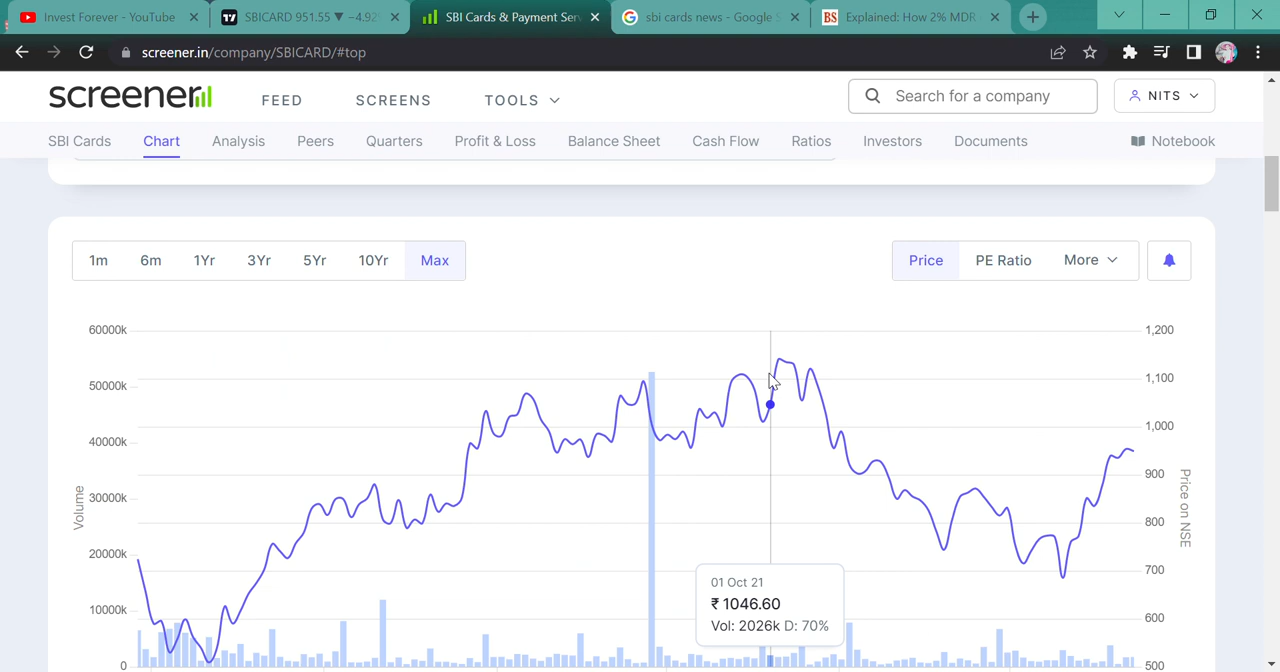 Invest Forever - YouTube
SBICARD 951.55 ▼ −4.92
SBI Cards & Payment Serv
sbi cards news - Google S
BS Explained: How 2% MDR
screener.in/company/SBICARD/#top
screener FEED SCREENS TOOLS Search for a company NITS
SBI Cards Chart Analysis Peers Quarters Profit & Loss Balance Sheet Cash Flow Ratios Investors Documents Notebook
1m 6m 1Yr 3Yr 5Yr 10Yr Max Price PE Ratio More
60000k 1,200
50000k 1,100
40000k 1,000
30000k 900
20000k 800
10000k 700
0 600
500
Volume
Price on NSE
01 Oct 21
₹ 1046.60
Vol: 2026k D: 70%